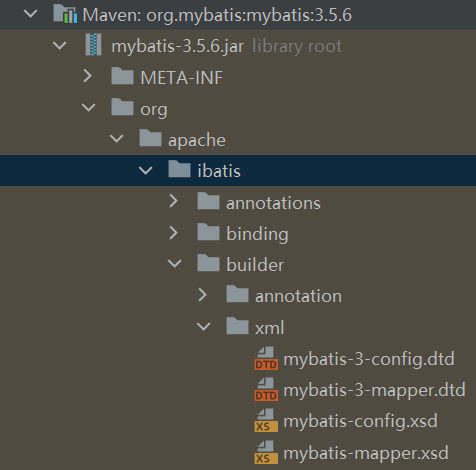 Maven: org.mybatis:mybatis:3.5.6
mybatis-3.5.6.jar library root
META-INF
org
apache
ibatis
annotations
binding
builder
annotation
xml
DTD mybatis-3-config.dtd
DTD mybatis-3-mapper.dtd
XS mybatis-config.xsd
XS mybatis-mapper.xsd